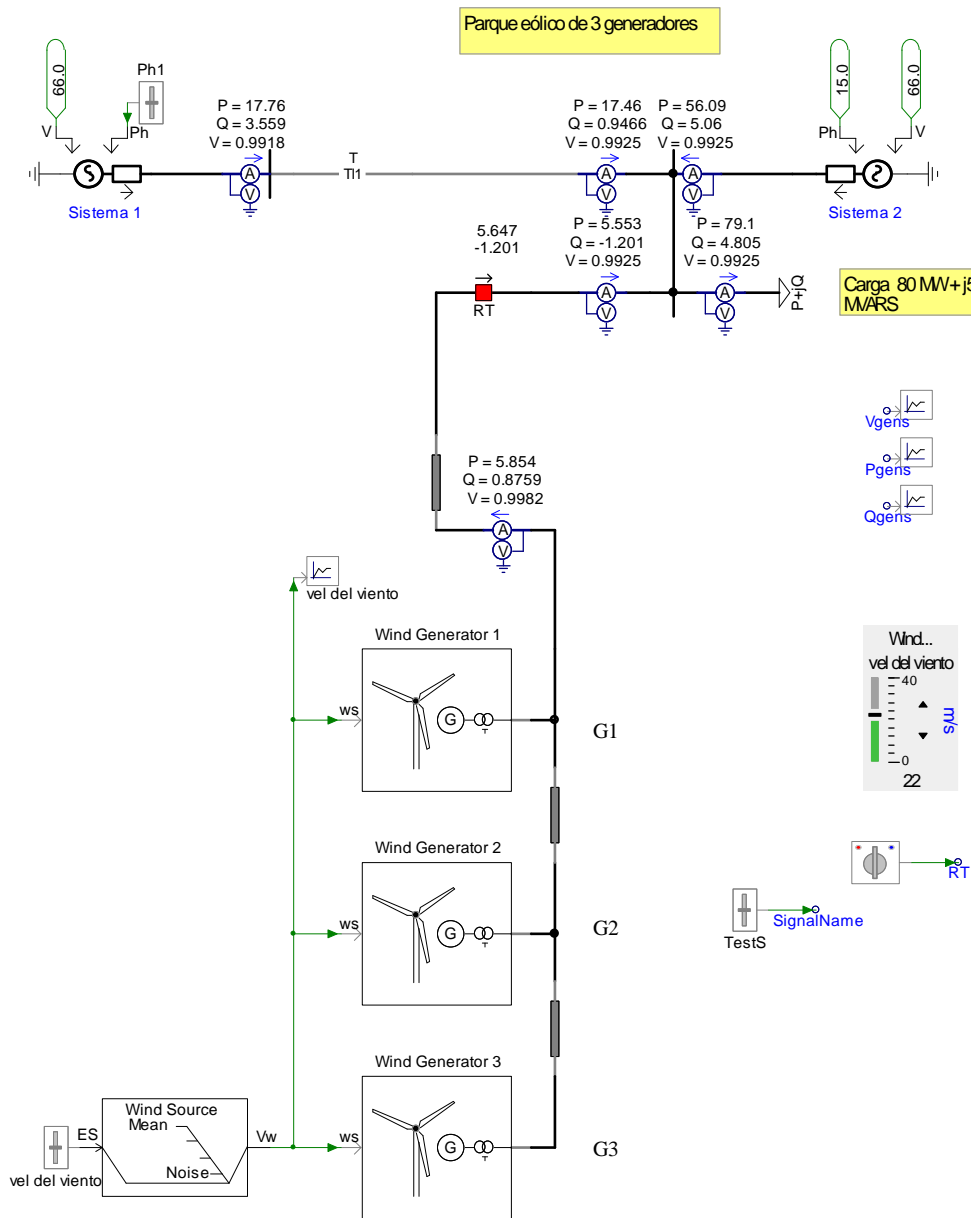 Parque eólico de 3 generadores
66.0
V
Ph1
Ph
P = 17.76
Q = 3.559
V = 0.9918
A
V
Sistema 1
T
Tl1
P = 17.46
Q = 0.9466
V = 0.9925
A
V
P = 56.09
Q = 5.06
V = 0.9925
A
V
15.0
Ph
66.0
V
Sistema 2
5.647
-1.201
RT
P = 5.553
Q = -1.201
V = 0.9925
A
V
P = 79.1
Q = 4.805
V = 0.9925
A
V
P+jQ
Carga 80 MW + j5
MVARS
Vgens
Pgens
Qgens
P = 5.854
Q = 0.8759
V = 0.9982
A
V
vel del viento
Wind Generator 1
ws
G
T
G1
Wind...
vel del viento
40
m/s
0
22
Wind Generator 2
ws
G
T
G2
RT
TestS
SignalName
Wind Generator 3
ws
G
T
G3
vel del viento
ES
Wind Source
Mean
Noise
Vw